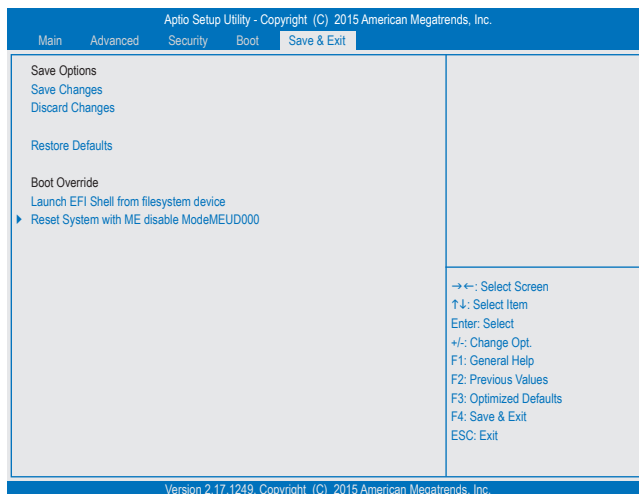 Aptio Setup Utility - Copyright (C) 2015 American Megatrends, Inc.
Main Advanced Security Boot Save & Exit
Save Options
Save Changes
Discard Changes
Restore Defaults
Boot Override
Launch EFI Shell from filesystem device
Reset System with ME disable ModeMEUD000
→←: Select Screen
↑↓: Select Item
Enter: Select
+/-: Change Opt.
F1: General Help
F2: Previous Values
F3: Optimized Defaults
F4: Save & Exit
ESC: Exit
Version 2.17.1249. Copyright (C) 2015 American Megatrends, Inc.